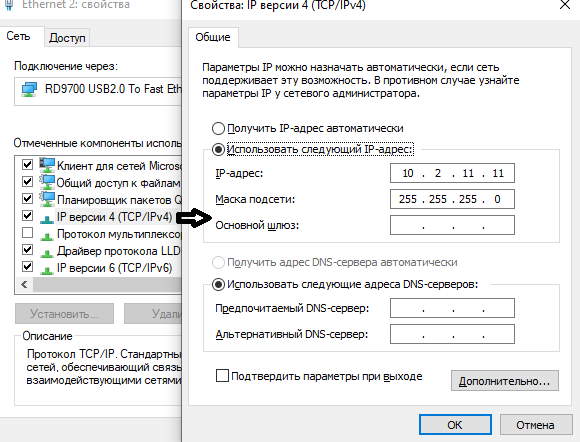 Ethernet 2: свойства
Сеть
Доступ
Подключение через:
RD9700 USB2.0 To Fast Eth
Отмеченные компоненты исполь
Клиент для сетей Microsо
Общий доступ к файлам
Планировщик пакетов Q
IP версии 4 (TCP/IPv4)
Протокол мультиплексор
Драйвер протокола LLD
IP версии 6 (TCP/IPv6)
Установить...
Удали
Описание
Протокол TCP/IP. Стандартны
сетей, обеспечивающий связь
взаимодействующими сетями
Свойства: IP версии 4 (TCP/IPv4)
Общие
Параметры IP можно назначать автоматически, если сеть
поддерживает эту возможность. В противном случае узнайте
параметры IP у сетевого администратора.
Получить IP-адрес автоматически
Использовать следующий IP-адрес:
IP-адрес: 10 . 2 . 11 . 11
Маска подсети: 255 . 255 . 255 . 0
Основной шлюз: . . .
Получить адрес DNS-сервера автоматически
Использовать следующие адреса DNS-серверов:
Предпочитаемый DNS-сервер: . . .
Альтернативный DNS-сервер: . . .
Подтвердить параметры при выходе
Дополнительно...
ОК
Отмена